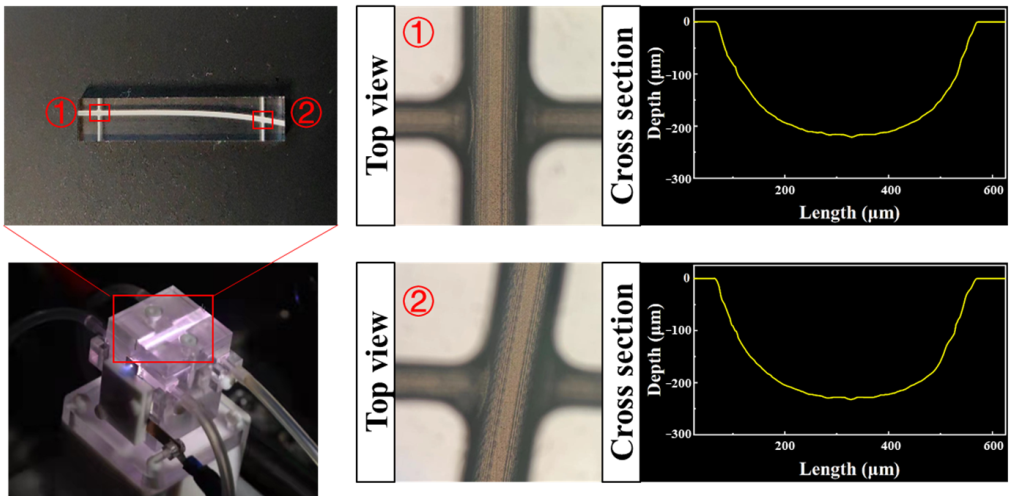 ①
②
Top view
①
Cross section
Depth (μm)
0
-100
-200
-300
200
400
600
Length (μm)
Top view
②
Cross section
Depth (μm)
0
-100
-200
-300
200
400
600
Length (μm)